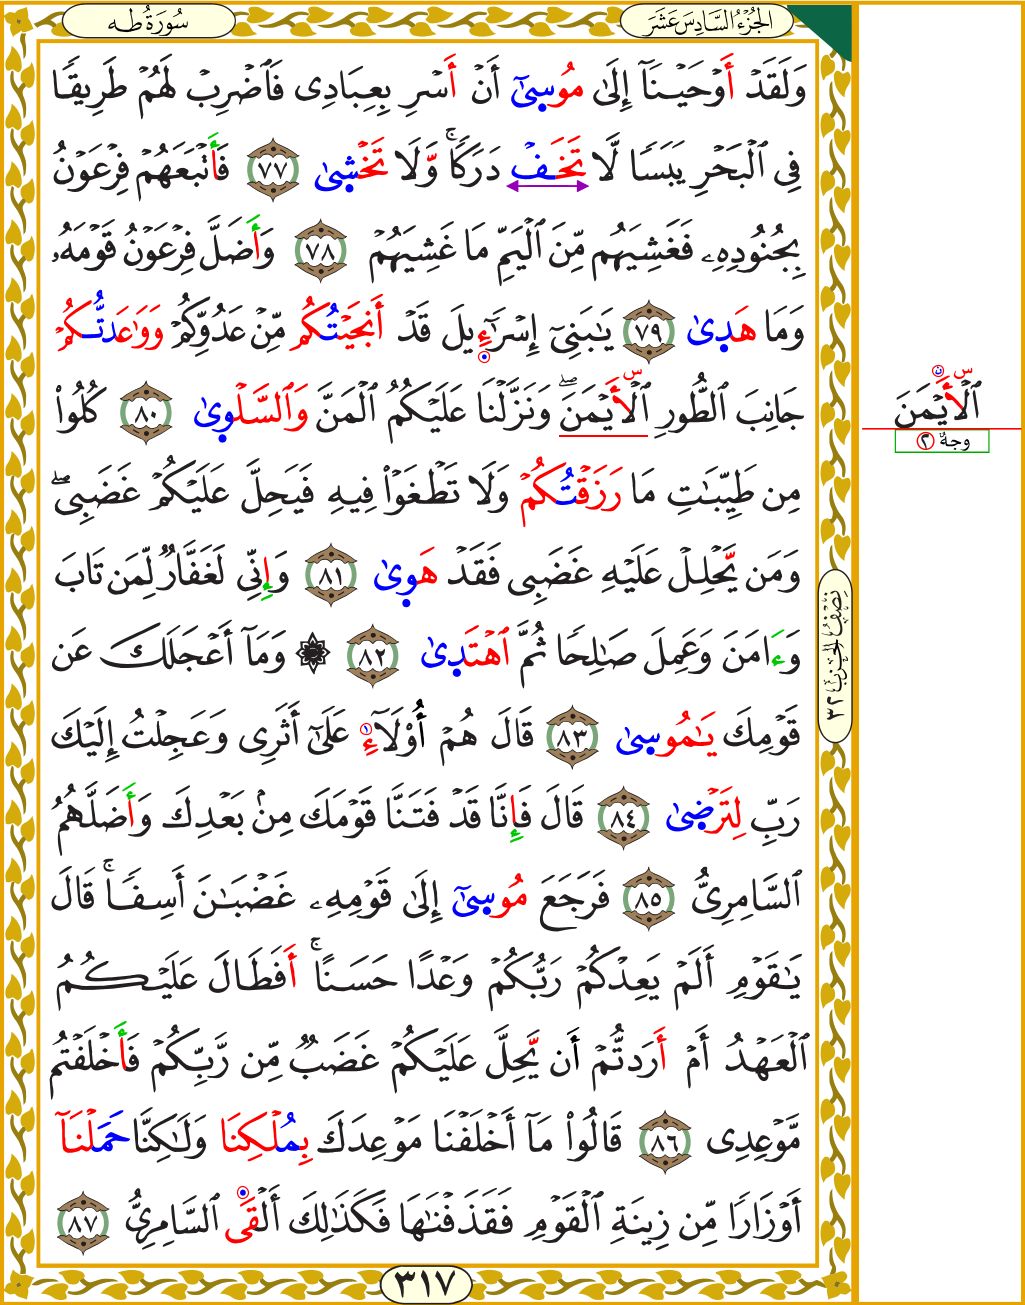 سُورَةُ طه
الجُزْءُ السَّادِسَ عَشَرَ
وَلَقَدْ أَوْحَيْنَآ إِلَىٰ مُوسِىٰٓ أَنْ أَسْرِ بِعِبَادِى فَٱضْرِبْ لَهُمْ طَرِيقًا
فِى ٱلْبَحْرِ يَبَسًا لَّا تَخَفْ دَرَكًا ۚ وَّلَا تَخْشِىٰ ٧٧ فَأَتْبَعَهُمْ فِرْعَوْنُ
بِجُنُودِهِۦ فَغَشِيَهُم مِّنَ ٱلْيَمِّ مَا غَشِيَهُمْ ٧٨ وَأَضَلَّ فِرْعَوْنُ قَوْمَهُۥ
وَمَا هَدِىٰ ٧٩ يَـٰبَنِىٓ إِسْرَـٰٓءِيلَ قَدْ أَنجَيْتُكُم مِّنْ عَدُوِّكُمْ وَوَٰعَدتُّكُمْ
جَانِبَ ٱلطُّورِ ٱلْأَيْمَنَ ۖ وَنَزَّلْنَا عَلَيْكُمُ ٱلْمَنَّ وَٱلسَّلْوِىٰ ٨٠ كُلُوا۟
مِن طَيِّبَـٰتِ مَا رَزَقْتُكُمْ وَلَا تَطْغَوْا۟ فِيهِ فَيَحِلَّ عَلَيْكُمْ غَضَبِى ۖ
وَمَن يَّحْلِلْ عَلَيْهِ غَضَبِى فَقَدْ هَوِىٰ ٨١ وَإِنِّى لَغَفَّارٌ لِّمَن تَابَ
وَءَامَنَ وَعَمِلَ صَـٰلِحًا ثُمَّ ٱهْتَدِىٰ ٨٢ ۞ وَمَآ أَعْجَلَكَ عَن
قَوْمِكَ يَـٰمُوسِىٰ ٨٣ قَالَ هُمْ أُو۟لَآءِ عَلَىٰٓ أَثَرِى وَعَجِلْتُ إِلَيْكَ
رَبِّ لِتَرْضِىٰ ٨٤ قَالَ فَإِنَّا قَدْ فَتَنَّا قَوْمَكَ مِنۢ بَعْدِكَ وَأَضَلَّهُمُ
ٱلسَّامِرِىُّ ٨٥ فَرَجَعَ مُوسِىٰٓ إِلَىٰ قَوْمِهِۦ غَضْبَـٰنَ أَسِفًا ۚ قَالَ
يَـٰقَوْمِ أَلَمْ يَعِدْكُمْ رَبُّكُمْ وَعْدًا حَسَنًا ۚ أَفَطَالَ عَلَيْكُمُ
ٱلْعَهْدُ أَمْ أَرَدتُّمْ أَن يَّحِلَّ عَلَيْكُمْ غَضَبٌ مِّن رَّبِّكُمْ فَأَخْلَفْتُم
مَّوْعِدِى ٨٦ قَالُوا۟ مَآ أَخْلَفْنَا مَوْعِدَكَ بِمُلْكِنَا وَلَـٰكِنَّا حَمَلْنَآ
أَوْزَارًا مِّن زِينَةِ ٱلْقَوْمِ فَقَذَفْنَـٰهَا فَكَذَٰلِكَ أَلْقَى ٱلسَّامِرِىُّ ٨٧
٣١٧
نِصْفُ الحِزْبِ ٣٢
س
ٱلْأَيْمَنَ
وجهٌ ٢